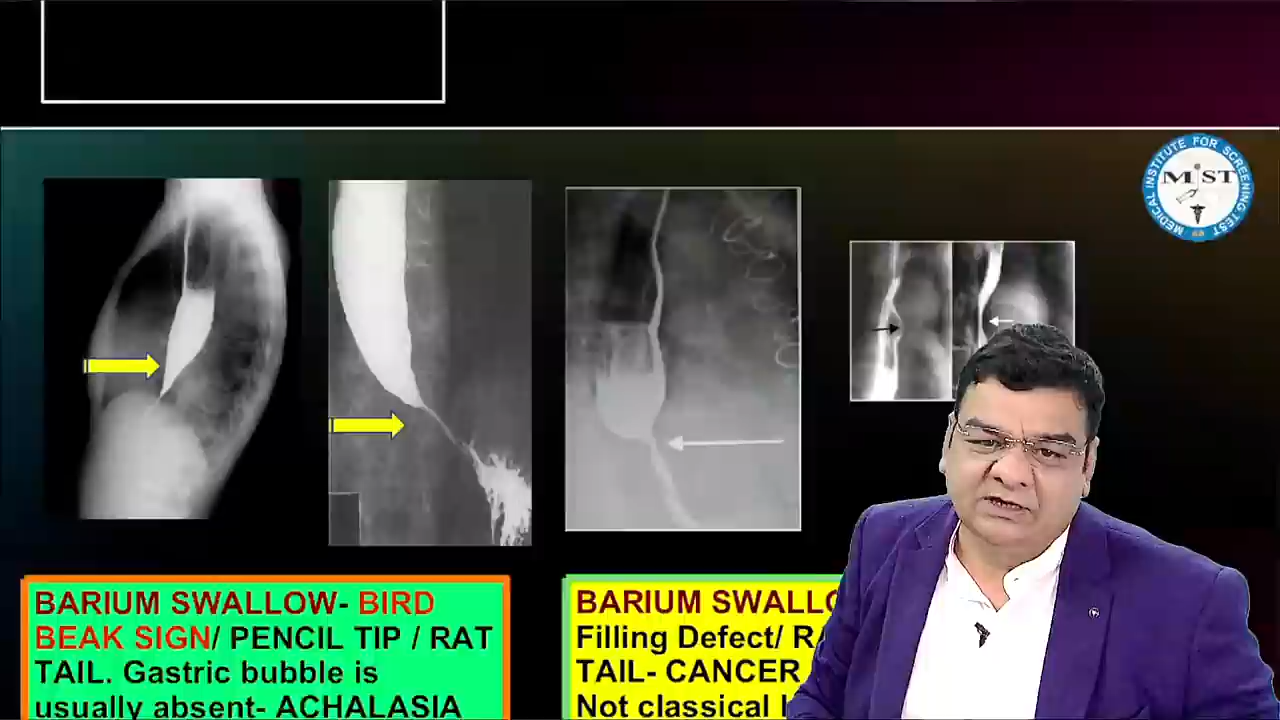 MEDICAL INSTITUTE FOR SCREENING TEST
MIST
BARIUM SWALLOW- BIRD
BEAK SIGN/ PENCIL TIP / RAT
TAIL. Gastric bubble is
usually absent- ACHALASIA
BARIUM
Filling Defect/
TAIL- CANCER
Not classical